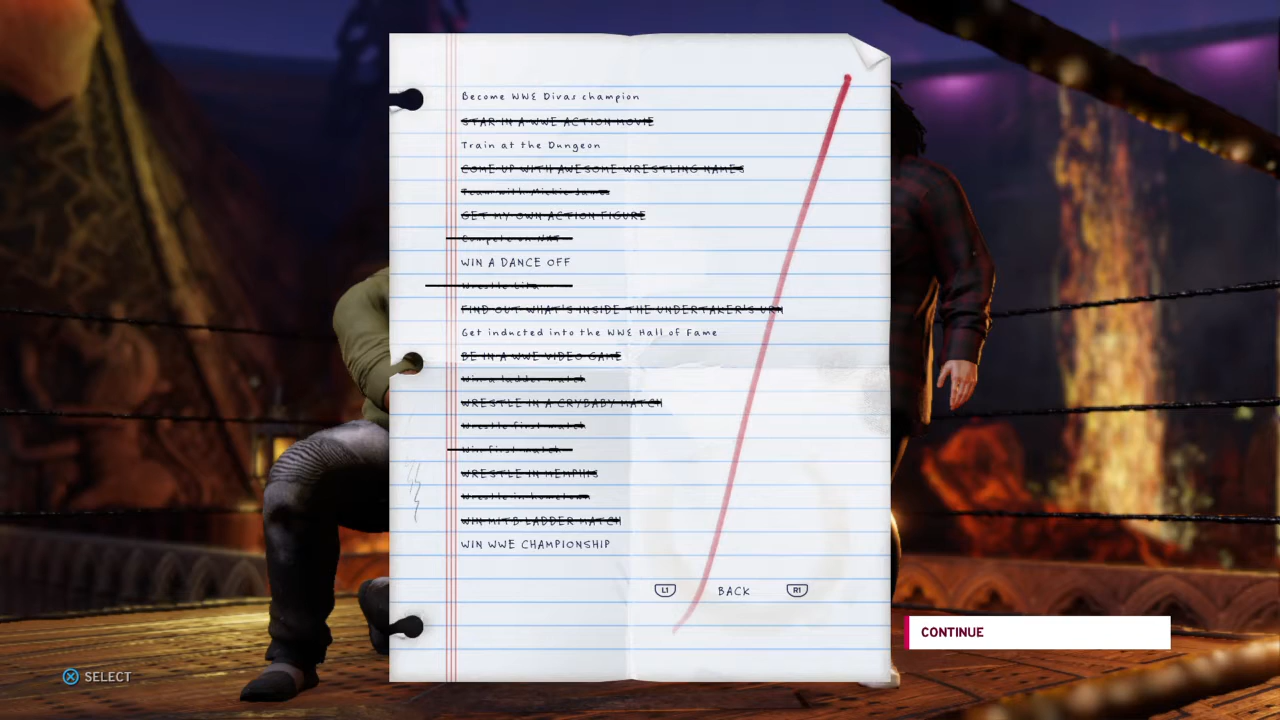 Become WWE Divas champion
STAR IN A WWE ACTION MOVIE
Train at the Dungeon
COME UP WITH AWESOME WRESTLING NAMES
Team with Mickie James
GET MY OWN ACTION FIGURE
Compete on NXT
WIN A DANCE OFF
Wrestle Lita
FIND OUT WHAT'S INSIDE THE UNDERTAKER'S URN
Get inducted into the WWE Hall of Fame
BE IN A WWE VIDEO GAME
Win a ladder match
WRESTLE IN A CRYBABY MATCH
Wrestle first match
Win first match
WRESTLE IN MEMPHIS
Wrestle in hometown
WIN MITB LADDER MATCH
WIN WWE CHAMPIONSHIP
L1 BACK R1
CONTINUE
SELECT